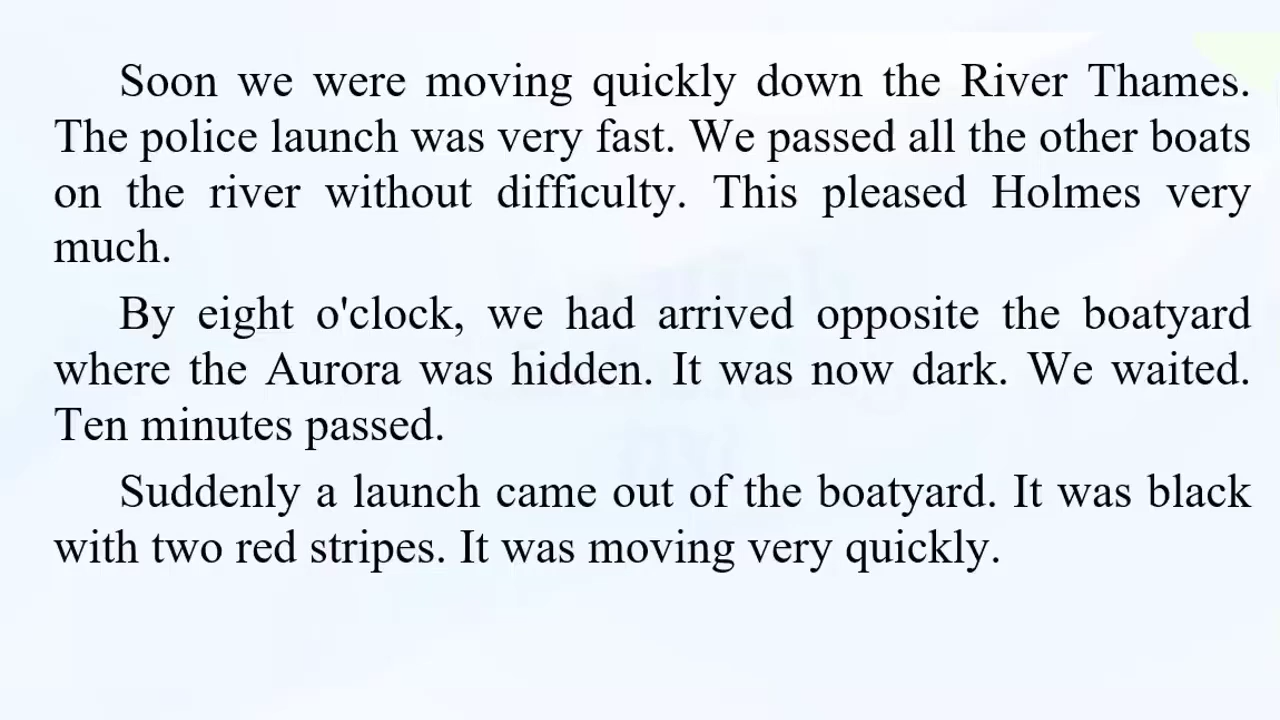 Soon we were moving quickly down the River Thames.
The police launch was very fast. We passed all the other boats
on the river without difficulty. This pleased Holmes very
much.
By eight o'clock, we had arrived opposite the boatyard
where the Aurora was hidden. It was now dark. We waited.
Ten minutes passed.
Suddenly a launch came out of the boatyard. It was black
with two red stripes. It was moving very quickly.